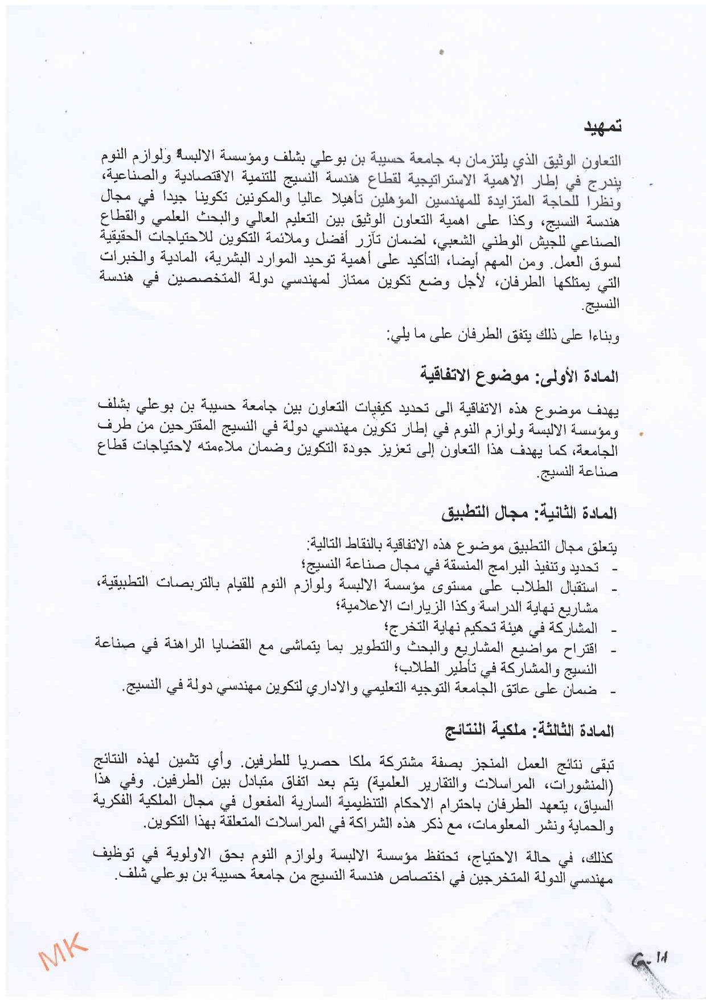 تمهيد
التعاون الوثيق الذي يلتزمان به جامعة حسيبة بن بوعلي بشلف ومؤسسة الالبسة ولوازم النوم
يندرج في إطار الاهمية الاستراتيجية لقطاع هندسة النسيج للتنمية الاقتصادية والصناعية،
ونظرا للحاجة المتزايدة للمهندسين المؤهلين تأهيلا عاليا والمكونين تكوينا جيدا في مجال
هندسة النسيج، وكذا على اهمية التعاون الوثيق بين التعليم العالي والبحث العلمي والقطاع
الصناعي للجيش الوطني الشعبي، لضمان تآزر أفضل وملائمة التكوين للاحتياجات الحقيقية
لسوق العمل. ومن المهم أيضا، التأكيد على أهمية توحيد الموارد البشرية، المادية والخبرات
التي يمتلكها الطرفان، لأجل وضع تكوين ممتاز لمهندسي دولة المتخصصين في هندسة
النسيج.
وبناءا على ذلك يتفق الطرفان على ما يلي:
المادة الأولى: موضوع الاتفاقية
يهدف موضوع هذه الاتفاقية الى تحديد كيفيات التعاون بين جامعة حسيبة بن بوعلي بشلف
ومؤسسة الالبسة ولوازم النوم في إطار تكوين مهندسي دولة في النسيج المقترحين من طرف
الجامعة، كما يهدف هذا التعاون إلى تعزيز جودة التكوين وضمان ملاءمته لاحتياجات قطاع
صناعة النسيج.
المادة الثانية: مجال التطبيق
يتعلق مجال التطبيق موضوع هذه الاتفاقية بالنقاط التالية:
- تحديد وتنفيذ البرامج المنسقة في مجال صناعة النسيج؛
- استقبال الطلاب على مستوى مؤسسة الالبسة ولوازم النوم للقيام بالتربصات التطبيقية،
مشاريع نهاية الدراسة وكذا الزيارات الاعلامية؛
- المشاركة في هيئة تحكيم نهاية التخرج؛
- اقتراح مواضيع المشاريع والبحث والتطوير بما يتماشى مع القضايا الراهنة في صناعة
النسيج والمشاركة في تأطير الطلاب؛
- ضمان على عاتق الجامعة التوجيه التعليمي والاداري لتكوين مهندسي دولة في النسيج.
المادة الثالثة: ملكية النتائج
تبقى نتائج العمل المنجز بصفة مشتركة ملكا حصريا للطرفين. وأي تثمين لهذه النتائج
(المنشورات، المراسلات والتقارير العلمية) يتم بعد اتفاق متبادل بين الطرفين. وفي هذا
السياق، يتعهد الطرفان باحترام الاحكام التنظيمية السارية المفعول في مجال الملكية الفكرية
والحماية ونشر المعلومات، مع ذكر هذه الشراكة في المراسلات المتعلقة بهذا التكوين.
كذلك، في حالة الاحتياج، تحتفظ مؤسسة الالبسة ولوازم النوم بحق الاولوية في توظيف
مهندسي الدولة المتخرجين في اختصاص هندسة النسيج من جامعة حسيبة بن بوعلي شلف.
MK